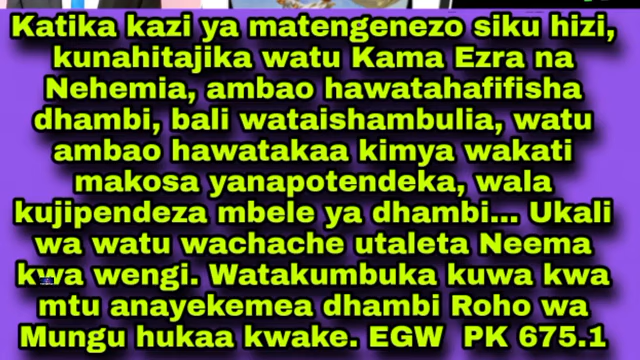 Katika kazi ya matengenezo siku hizi,
kunahitajika watu Kama Ezra na
Nehemia, ambao hawatahafifisha
dhambi, bali wataishambulia, watu
ambao hawatakaa kimya wakati
makosa yanapotendeka, wala
kujipendeza mbele ya dhambi... Ukali
wa watu wachache utaleta Neema
kwa wengi. Watakumbuka kuwa kwa
mtu anayekemea dhambi Roho wa
Mungu hukaa kwake. EGW PK 675.1